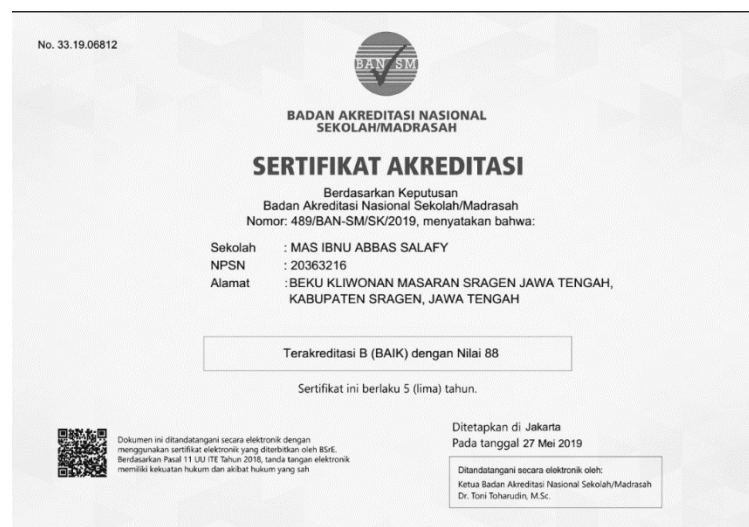 No. 33.19.06812
BAN SM
BADAN AKREDITASI NASIONAL
SEKOLAH/MADRASAH
SERTIFIKAT AKREDITASI
Berdasarkan Keputusan
Badan Akreditasi Nasional Sekolah/Madrasah
Nomor: 489/BAN-SM/SK/2019, menyatakan bahwa:
Sekolah : MAS IBNU ABBAS SALAFY
NPSN : 20363216
Alamat :BEKU KLIWONAN MASARAN SRAGEN JAWA TENGAH,
KABUPATEN SRAGEN, JAWA TENGAH
Terakreditasi B (BAIK) dengan Nilai 88
Sertifikat ini berlaku 5 (lima) tahun.
Dokumen ini ditandatangani secara elektronik dengan
menggunakan sertifikat elektronik yang diterbitkan oleh BSrE.
Berdasarkan Pasal 11 UU ITE Tahun 2018, tanda tangan elektronik
memiliki kekuatan hukum dan akibat hukum yang sah
Ditetapkan di Jakarta
Pada tanggal 27 Mei 2019
Ditandatangani secara elektronik oleh:
Ketua Badan Akreditasi Nasional Sekolah/Madrasah
Dr. Toni Toharudin, M.Sc.